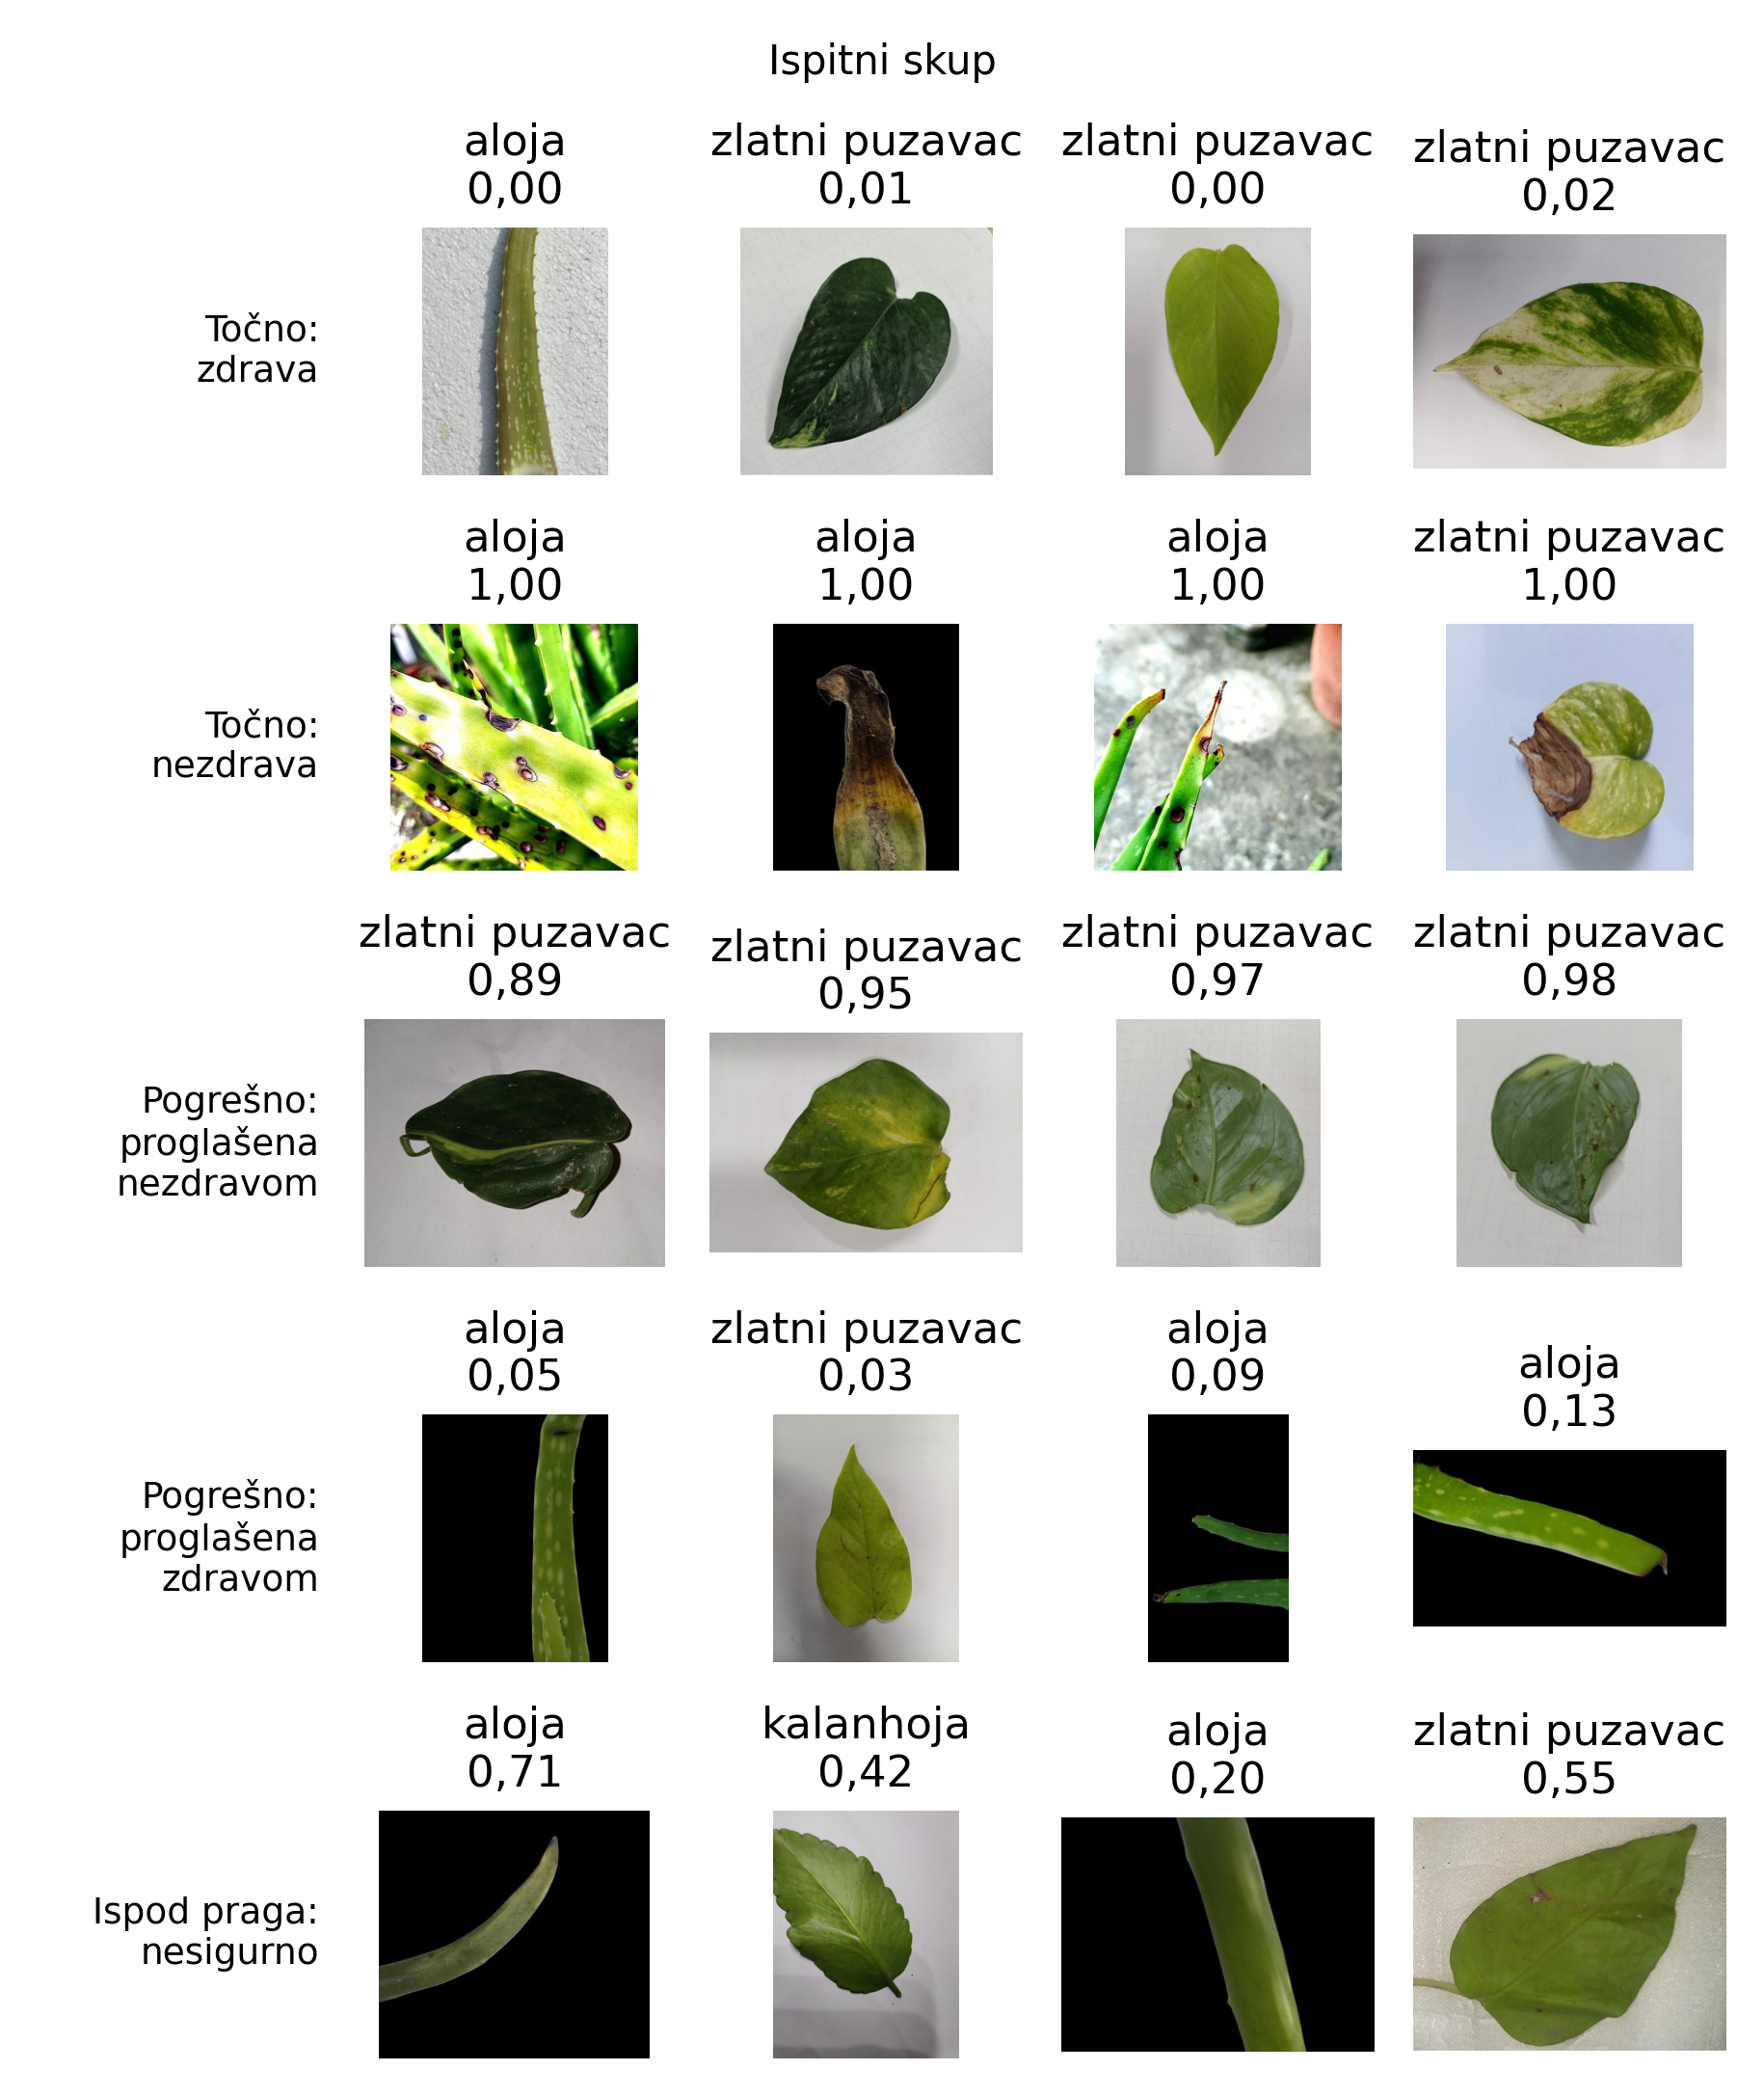 Ispitni skup
aloja
0,00
zlatni puzavac
0,01
zlatni puzavac
0,00
zlatni puzavac
0,02
Točno:
zdrava
aloja
1,00
aloja
1,00
aloja
1,00
zlatni puzavac
1,00
Točno:
nezdrava
zlatni puzavac
0,89
zlatni puzavac
0,95
zlatni puzavac
0,97
zlatni puzavac
0,98
Pogrešno:
proglašena
nezdravom
aloja
0,05
zlatni puzavac
0,03
aloja
0,09
aloja
0,13
Pogrešno:
proglašena
zdravom
aloja
0,71
kalanhoja
0,42
aloja
0,20
zlatni puzavac
0,55
Ispod praga:
nesigurno